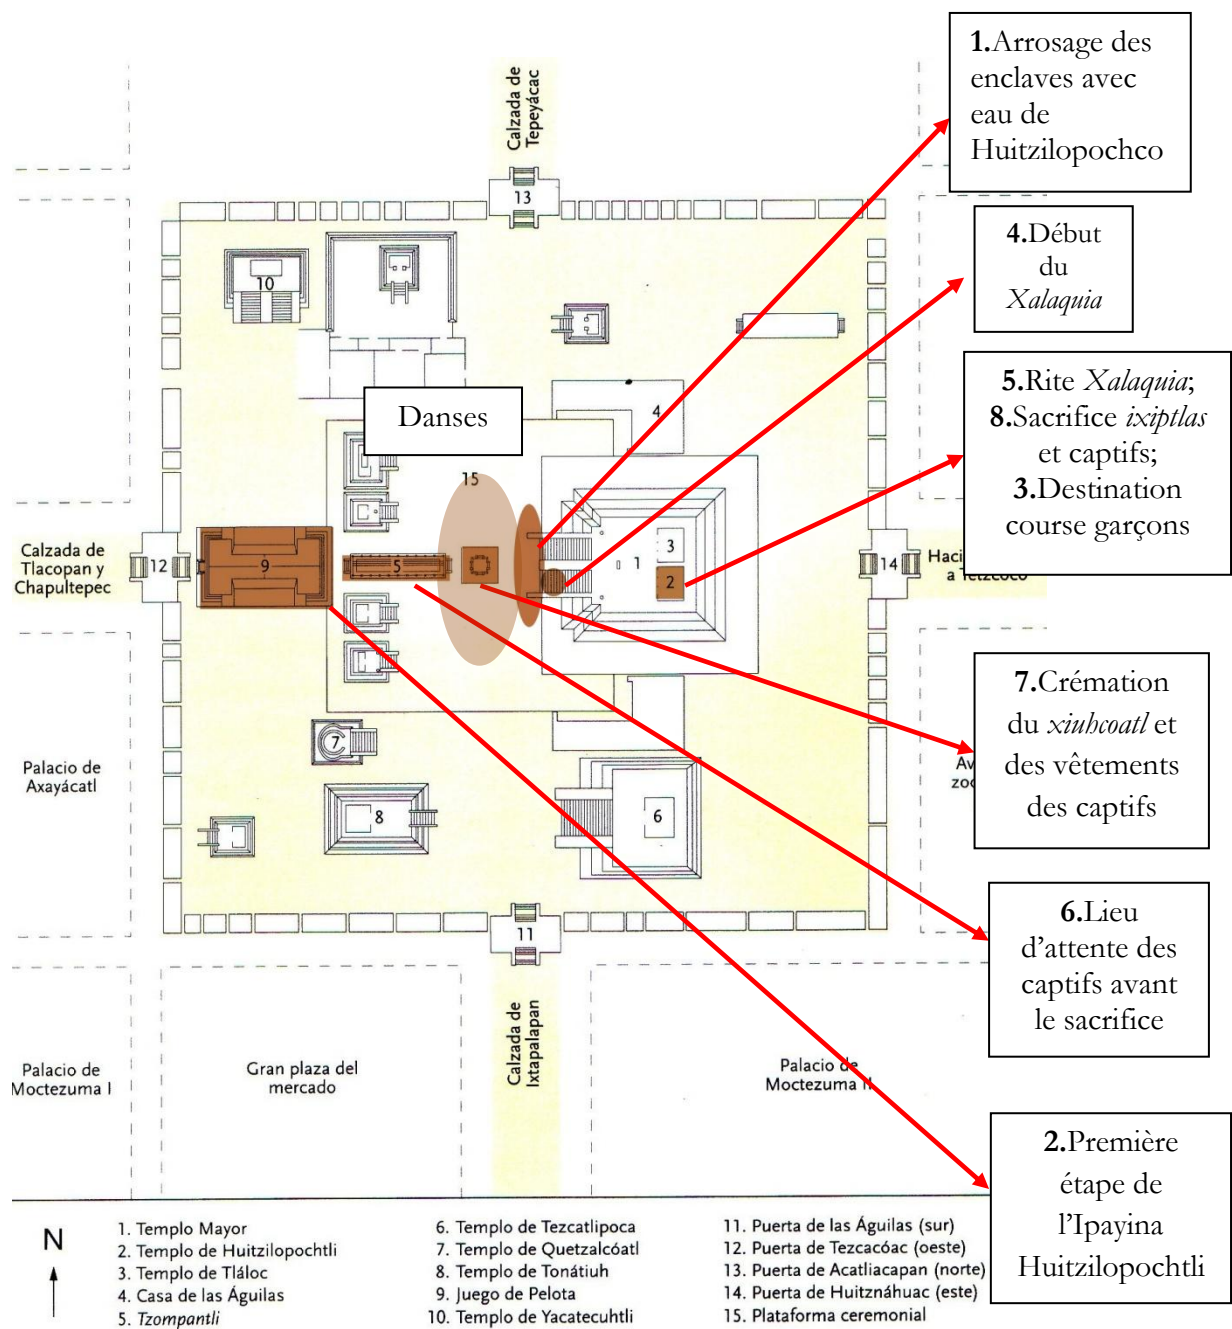 1.Arrosage des
enclaves avec
eau de
Huitzilopochco
Calzada de
Tepeyácac
13
4.Début
du
Xalaquia
10
5.Rite Xalaquia;
8.Sacrifice ixiptlas
et captifs;
3.Destination
course garçons
Danses
4
15
Calzada de
Tlacopan y
Chapultepec
12
9
5
1
3
2
14
Haci
a Tetzcoco
7.Crémation
du xiuhcoatl et
des vêtements
des captifs
Palacio de
Axayácatl
7
8
6
Av
zoo
6.Lieu
d'attente des
captifs avant
le sacrifice
11
Calzada de
Ixtapalapan
Palacio de
Moctezuma I
Gran plaza del
mercado
Palacio de
Moctezuma II
2.Première
étape de
l'Ipayina
Huitzilopochtli
N
1. Templo Mayor
2. Templo de Huitzilopochtli
3. Templo de Tláloc
4. Casa de las Águilas
5. Tzompantli
6. Templo de Tezcatlipoca
7. Templo de Quetzalcóatl
8. Templo de Tonátiuh
9. Juego de Pelota
10. Templo de Yacatecuhtli
11. Puerta de las Águilas (sur)
12. Puerta de Tezcacóac (oeste)
13. Puerta de Acatliacapan (norte)
14. Puerta de Huitznáhuac (este)
15. Plataforma ceremonial